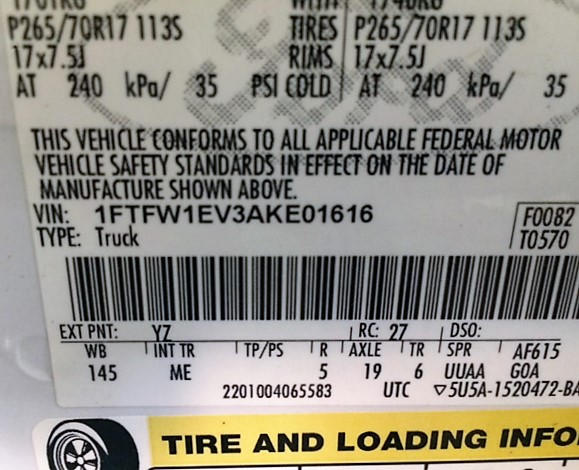 P265/70R17 113S TIRES P265/70R17 113S
17x7.5J RIMS 17x7.5J
AT 240 kPa/ 35 PSI COLD AT 240 kPa/ 35
Ford
THIS VEHICLE CONFORMS TO ALL APPLICABLE FEDERAL MOTOR
VEHICLE SAFETY STANDARDS IN EFFECT ON THE DATE OF
MANUFACTURE SHOWN ABOVE.
VIN: 1FTFW1EV3AKE01616 F0082
TYPE: Truck T0570
EXT PNT: YZ RC: 27 DSO:
WB INT TR TP/PS R AXLE TR SPR AF615
145 ME 5 19 6 UUAA G0A
2201004065583 UTC ▽5U5A-1520472-BA
TIRE AND LOADING INFO